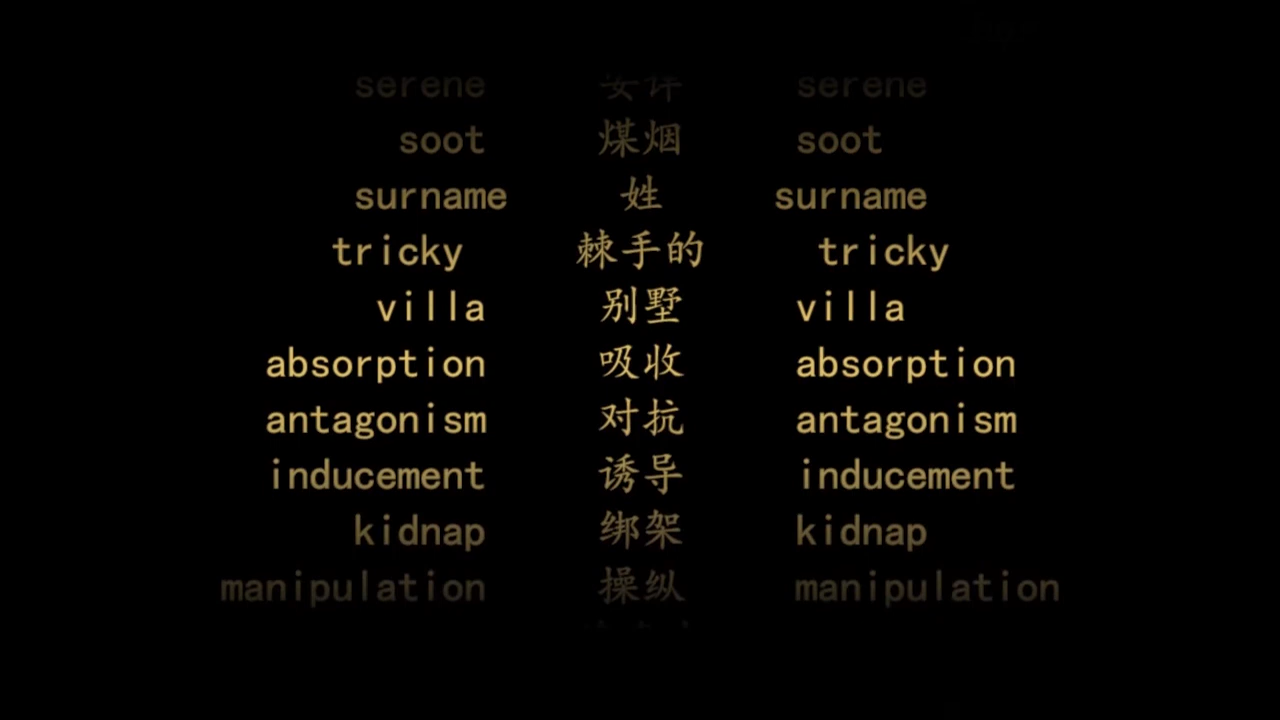 serene 安详 serene
soot 煤烟 soot
surname 姓 surname
tricky 棘手的 tricky
villa 别墅 villa
absorption 吸收 absorption
antagonism 对抗 antagonism
inducement 诱导 inducement
kidnap 绑架 kidnap
manipulation 操纵 manipulation